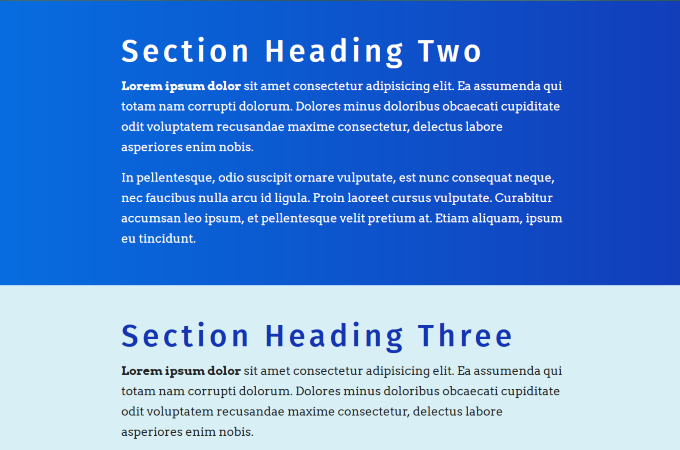 Section Heading Two
Lorem ipsum dolor sit amet consectetur adipisicing elit. Ea assumenda qui
totam nam corrupti dolorum. Dolores minus doloribus obcaecati cupiditate
odit voluptatem recusandae maxime consectetur, delectus labore
asperiores enim nobis.
In pellentesque, odio suscipit ornare vulputate, est nunc consequat neque,
nec faucibus nulla arcu id ligula. Proin laoreet cursus vulputate. Curabitur
accumsan leo ipsum, et pellentesque velit pretium at. Etiam aliquam, ipsum
eu tincidunt.
Section Heading Three
Lorem ipsum dolor sit amet consectetur adipisicing elit. Ea assumenda qui
totam nam corrupti dolorum. Dolores minus doloribus obcaecati cupiditate
odit voluptatem recusandae maxime consectetur, delectus labore
asperiores enim nobis.